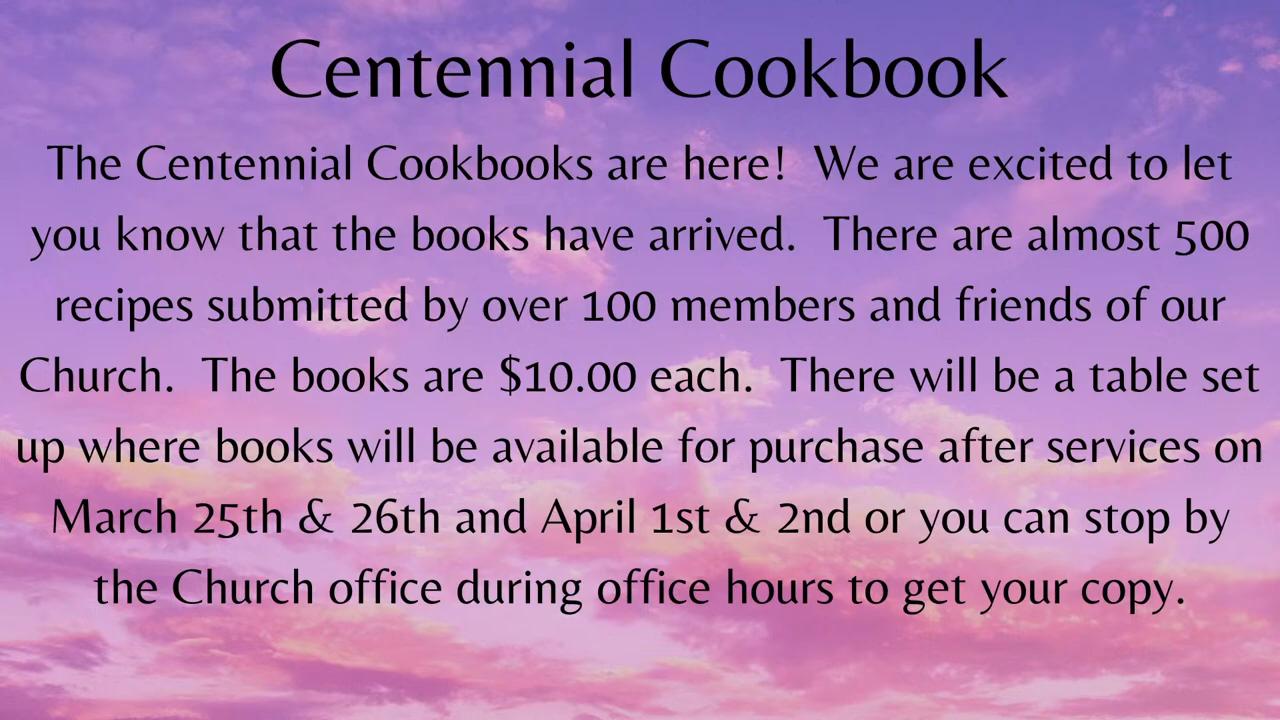 Centennial Cookbook
The Centennial Cookbooks are here!  We are excited to let
you know that the books have arrived.  There are almost 500
recipes submitted by over 100 members and friends of our
Church.  The books are $10.00 each.  There will be a table set
up where books will be available for purchase after services on
March 25th & 26th and April 1st & 2nd or you can stop by
the Church office during office hours to get your copy.